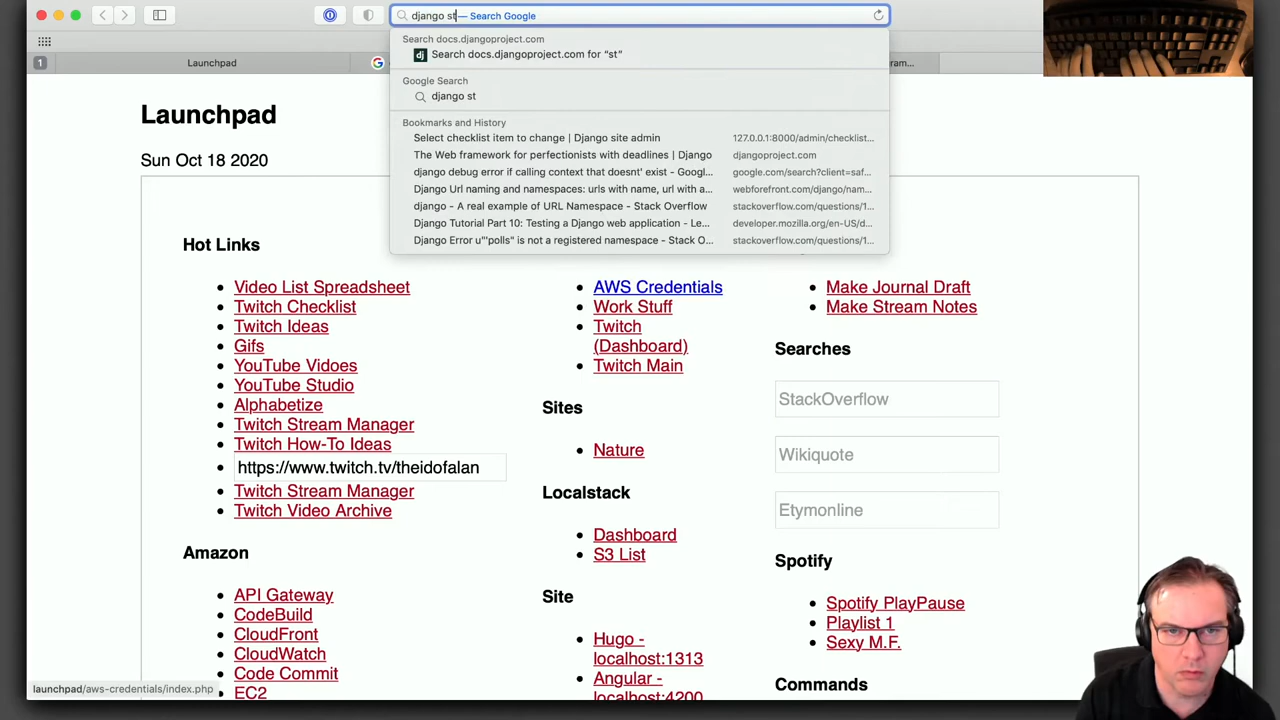 django st — Search Google
Search docs.djangoproject.com
dj Search docs.djangoproject.com for “st”
Google Search
django st
Bookmarks and History
Select checklist item to change | Django site admin 127.0.0.1:8000/admin/checklist...
The Web framework for perfectionists with deadlines | Django djangoproject.com
django debug error if calling context that doesnt' exist - Googl... google.com/search?client=saf...
Django Url naming and namespaces: urls with name, url with a... webforefront.com/django/nam...
django - A real example of URL Namespace - Stack Overflow stackoverflow.com/questions/1...
Django Tutorial Part 10: Testing a Django web application - Le... developer.mozilla.org/en-US/d...
Django Error u"'polls" is not a registered namespace - Stack O... stackoverflow.com/questions/1...
1
Launchpad
G
ram...
Launchpad
Sun Oct 18 2020
Hot Links
Video List Spreadsheet
Twitch Checklist
Twitch Ideas
Gifs
YouTube Vidoes
YouTube Studio
Alphabetize
Twitch Stream Manager
Twitch How-To Ideas
https://www.twitch.tv/theidofalan
Twitch Stream Manager
Twitch Video Archive
Amazon
API Gateway
CodeBuild
CloudFront
CloudWatch
Code Commit
EC2
AWS Credentials
Work Stuff
Twitch
(Dashboard)
Twitch Main
Sites
Nature
Localstack
Dashboard
S3 List
Site
Hugo -
localhost:1313
Angular -
localhost:4200
Make Journal Draft
Make Stream Notes
Searches
StackOverflow
Wikiquote
Etymonline
Spotify
Spotify PlayPause
Playlist 1
Sexy M.F.
Commands
launchpad/aws-credentials/index.php